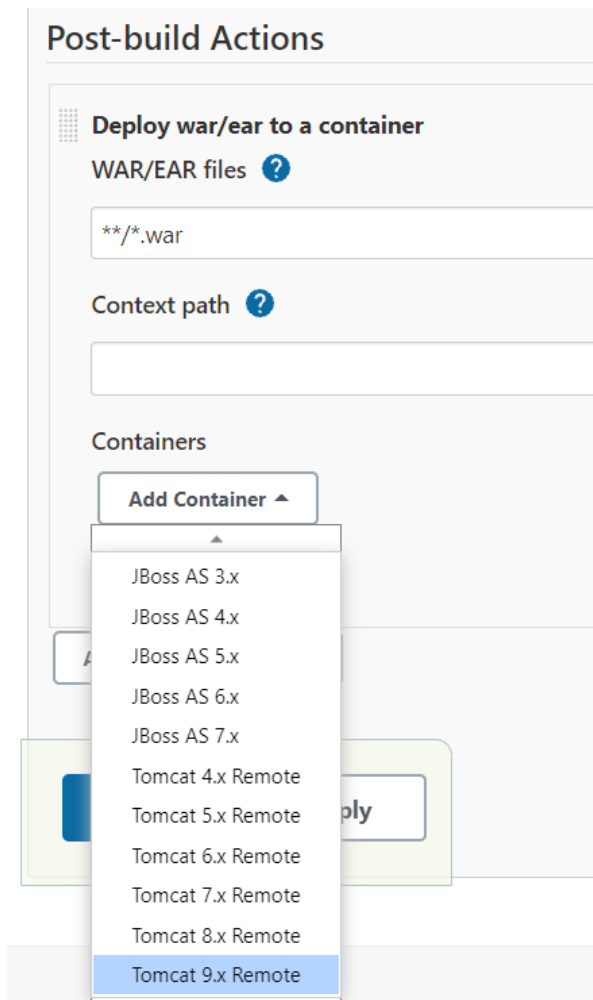 Post-build Actions
Deploy war/ear to a container
WAR/EAR files ?
**/*.war
Context path ?
Containers
Add Container
JBoss AS 3.x
JBoss AS 4.x
JBoss AS 5.x
JBoss AS 6.x
JBoss AS 7.x
Tomcat 4.x Remote
Tomcat 5.x Remote
Tomcat 6.x Remote
Tomcat 7.x Remote
Tomcat 8.x Remote
Tomcat 9.x Remote